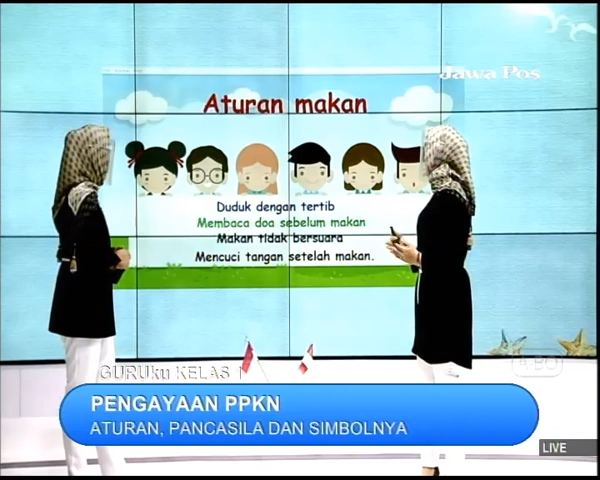 Jawa Pos
Aturan makan
Duduk dengan tertib
Membaca doa sebelum makan
Makan tidak bersuara
Mencuci tangan setelah makan.
GURUku KELAS 1
PENGAYAAN PPKN
ATURAN, PANCASILA DAN SIMBOLNYA
LIVE